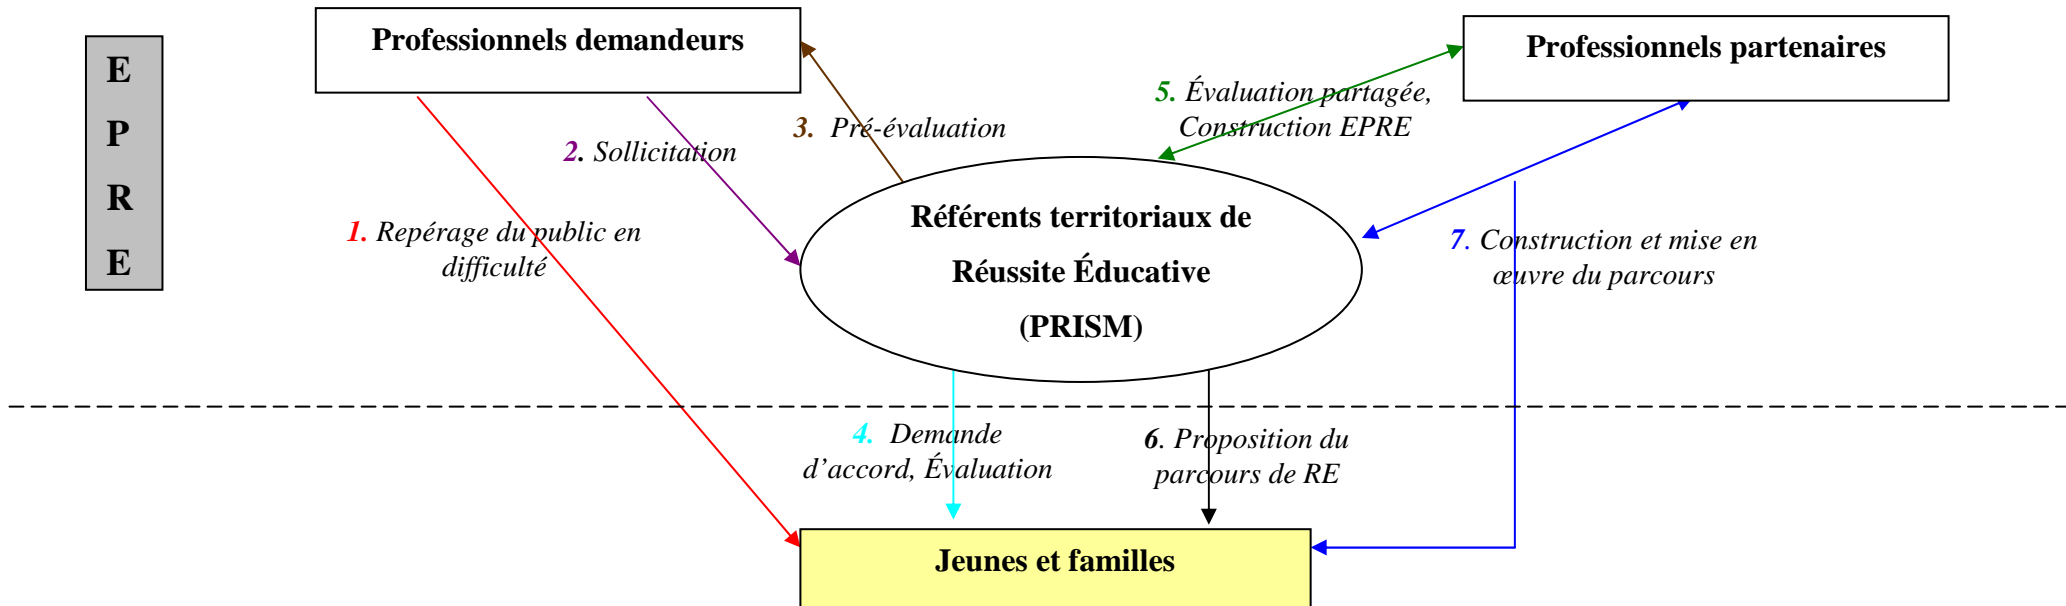 E
P
R
E
Professionnels demandeurs
Professionnels partenaires
1. Repérage du public en
difficulté
2. Sollicitation
3. Pré-évaluation
5. Évaluation partagée,
Construction EPRE
Référents territoriaux de
Réussite Éducative
(PRISM)
7. Construction et mise en
œuvre du parcours
4. Demande
d’accord, Évaluation
6. Proposition du
parcours de RE
Jeunes et familles